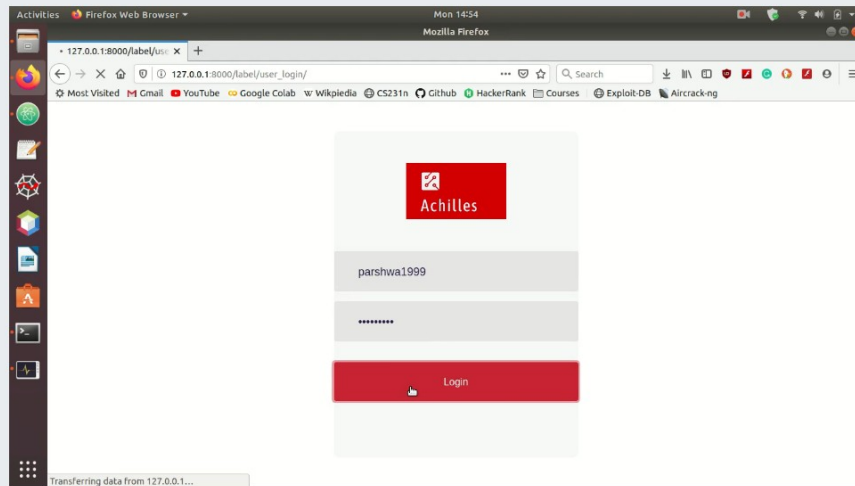 Activities Firefox Web Browser Mon 14:54
Mozilla Firefox
127.0.0.1:8000/label/use
127.0.0.1:8000/label/user_login/ Search
Most Visited Gmail YouTube Google Colab Wikpiedia CS231n Github HackerRank Courses Exploit-DB Aircrack-ng
Achilles
parshwa1999
•••••••••
Login
Transferring data from 127.0.0.1...